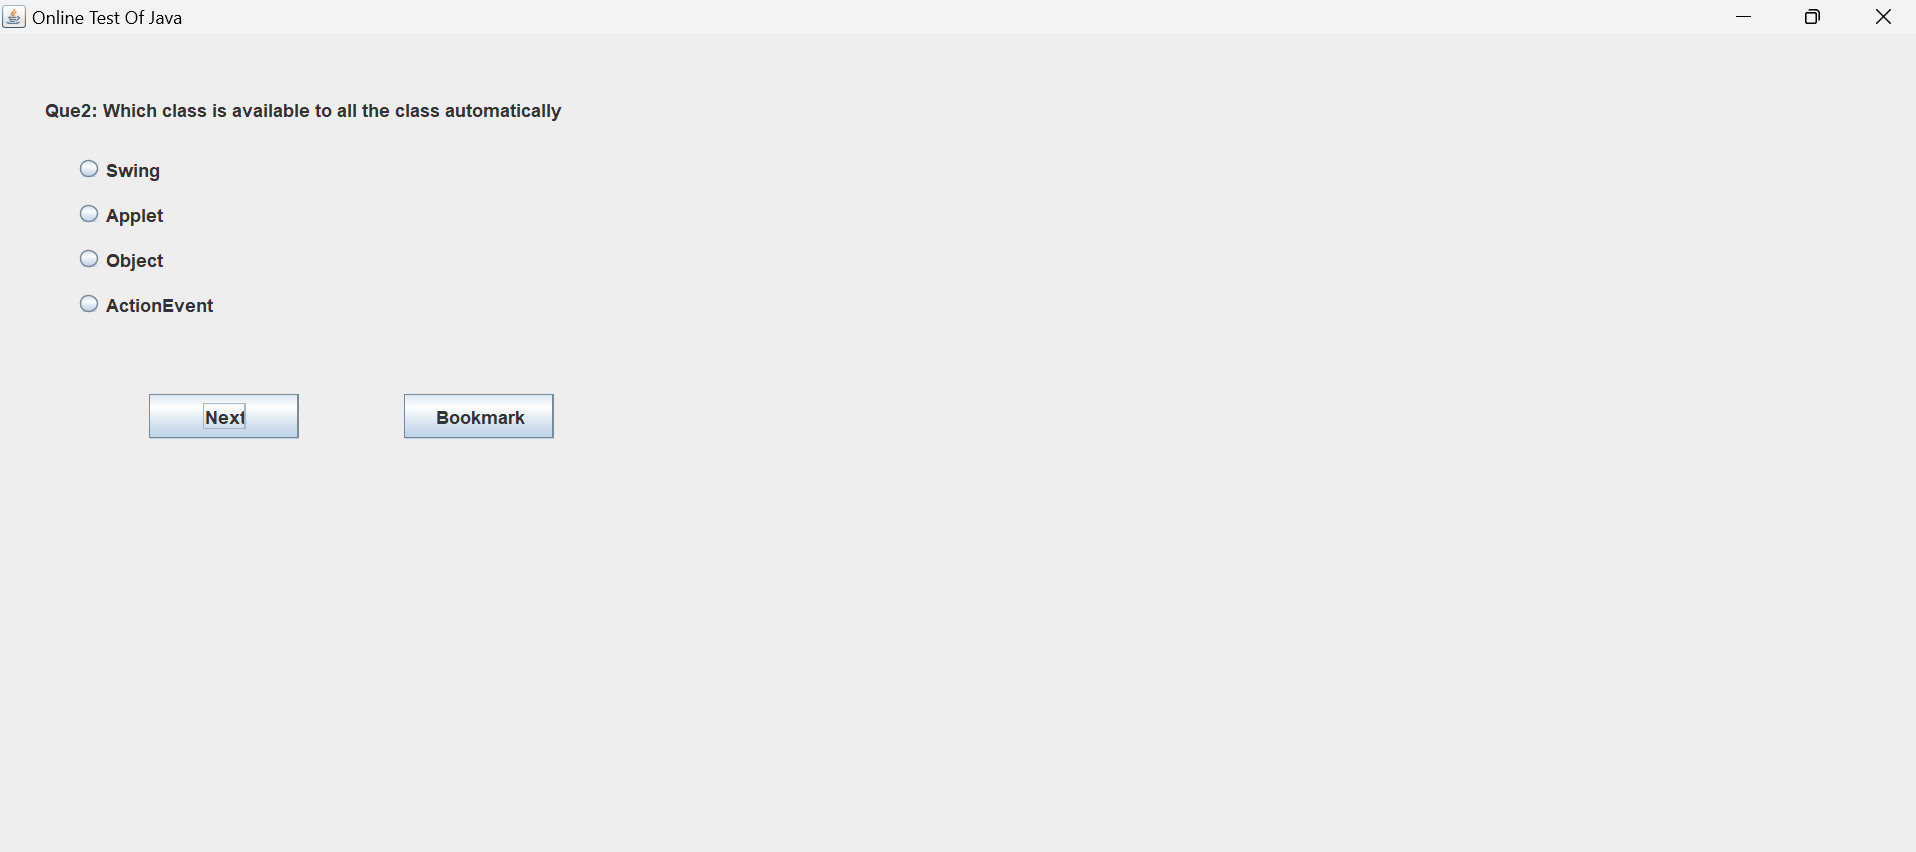 Online Test Of Java
Que2: Which class is available to all the class automatically
Swing
Applet
Object
ActionEvent
Next
Bookmark